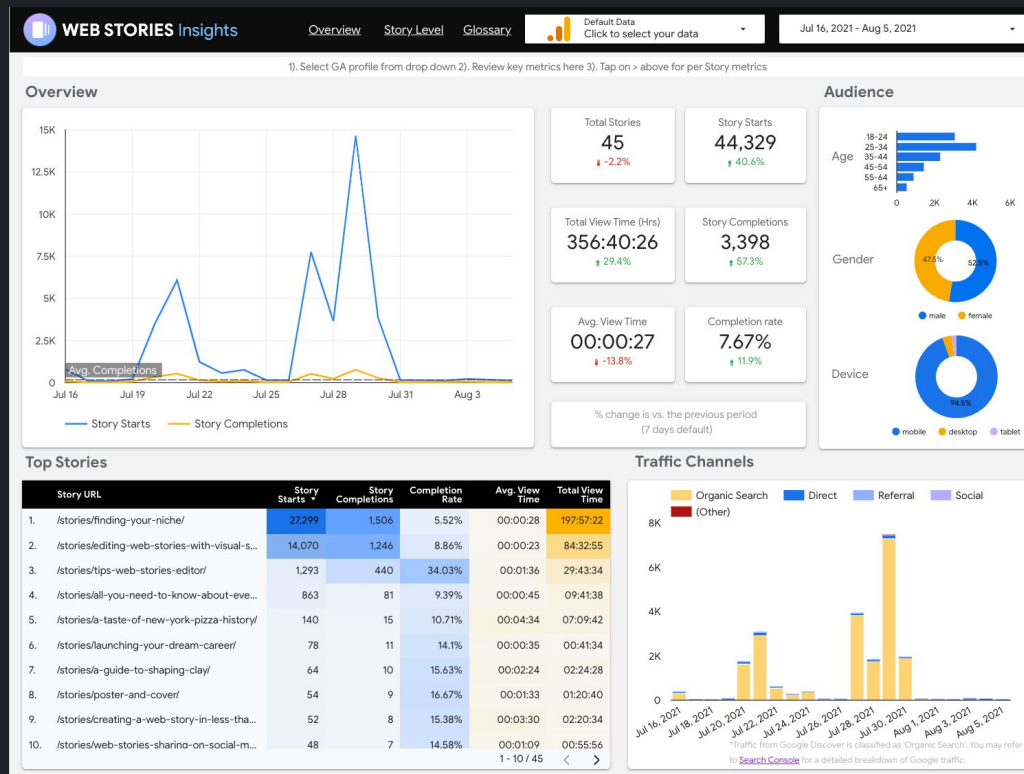 WEB STORIES Insights
Overview
Story Level
Glossary
Default Data
Click to select your data
Jul 16, 2021 - Aug 5, 2021
1). Select GA profile from drop down 2). Review key metrics here 3). Tap on > above for per Story metrics
Overview
15K
12.5K
10K
7.5K
5K
2.5K
0
Avg. Completions
Jul 16 Jul 19 Jul 22 Jul 25 Jul 28 Jul 31 Aug 3
Story Starts Story Completions
Total Stories
45
-2.2%
Story Starts
44,329
40.6%
Total View Time (Hrs)
356:40:26
29.4%
Story Completions
3,398
57.3%
Avg. View Time
00:00:27
-13.8%
Completion rate
7.67%
11.9%
% change is vs. the previous period
(7 days default)
Audience
Age
18-24
25-34
35-44
45-54
55-64
65+
0 2K 4K 6K
Gender
47.5%
52.5%
male female
Device
94.5%
mobile desktop tablet
Top Stories
Story URL Story Starts Story Completions Completion Rate Avg. View Time Total View Time
1. /stories/finding-your-niche/ 27,299 1,506 5.52% 00:00:28 197:57:22
2. /stories/editing-web-stories-with-visual-s... 14,070 1,246 8.86% 00:00:23 84:32:55
3. /stories/tips-web-stories-editor/ 1,293 440 34.03% 00:01:36 29:43:34
4. /stories/all-you-need-to-know-about-eve... 863 81 9.39% 00:00:45 09:41:38
5. /stories/a-taste-of-new-york-pizza-history/ 140 15 10.71% 00:04:34 07:09:42
6. /stories/launching-your-dream-career/ 78 11 14.1% 00:00:35 00:41:34
7. /stories/a-guide-to-shaping-clay/ 64 10 15.63% 00:02:24 02:24:28
8. /stories/poster-and-cover/ 54 9 16.67% 00:01:33 01:20:40
9. /stories/creating-a-web-story-in-less-tha... 52 8 15.38% 00:03:30 02:20:34
10. /stories/web-stories-sharing-on-social-m... 48 7 14.58% 00:01:09 00:55:56
1 - 10 / 45 < >
Traffic Channels
Organic Search Direct Referral Social
(Other)
8K
6K
4K
2K
0
Jul 16, 2021 Jul 18, 2021 Jul 20, 2021 Jul 22, 2021 Jul 24, 2021 Jul 26, 2021 Jul 28, 2021 Jul 30, 2021 Aug 1, 2021 Aug 3, 2021 Aug 5, 2021
*Traffic from Google Discover is classified as 'Organic Search'. You may refer
to Search Console for a detailed breakdown of Google traffic.